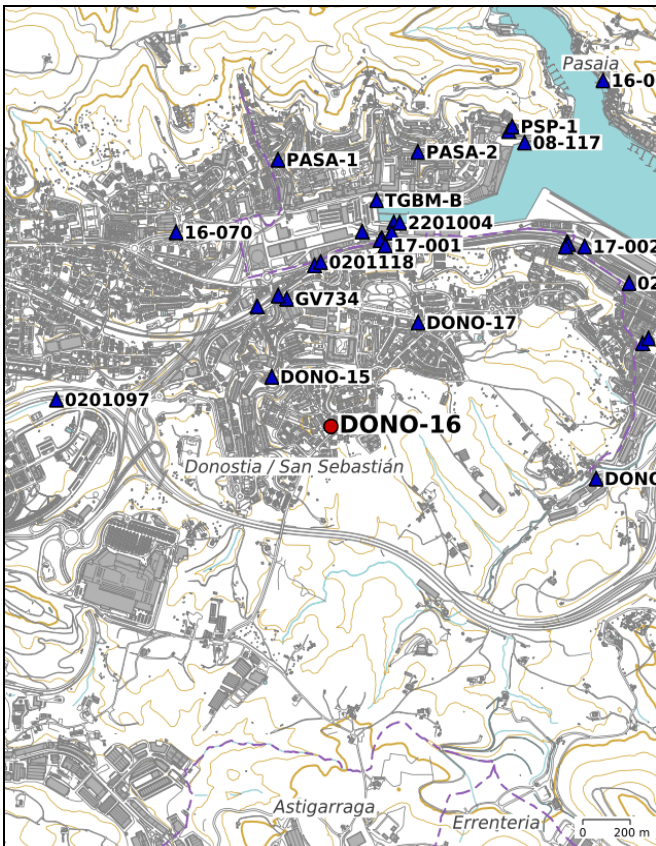 Pasaia
16-0
PSP-1
08-117
PASA-1
PASA-2
TGBM-B
2201004
16-070
17-001
17-002
0201118
02
GV734
DONO-17
DONO-15
0201097
DONO-16
Donostia / San Sebastián
DONO
Astigarraga
Errenteria
0 200 m